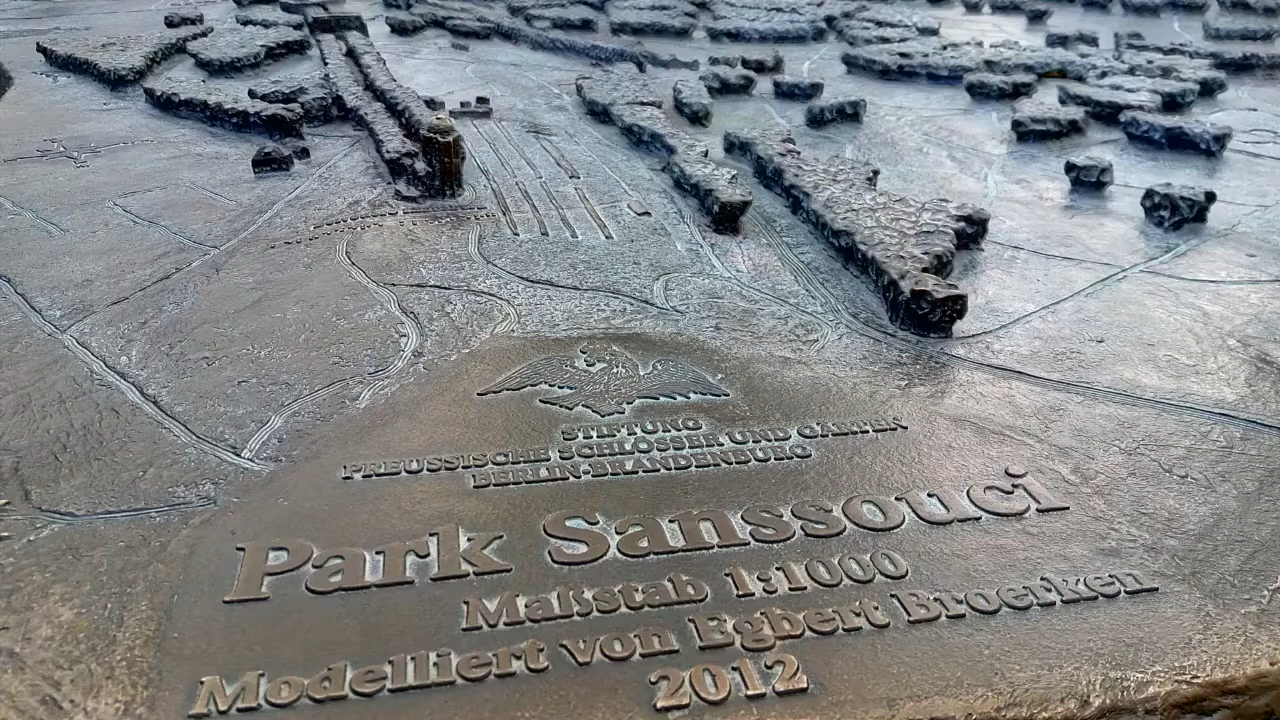 STIFTUNG
PREUSSISCHE SCHLÖSSER UND GÄRTEN
BERLIN-BRANDENBURG
Park Sanssouci
Maßstab 1:1000
Modelliert von Egbert Broerken
2012